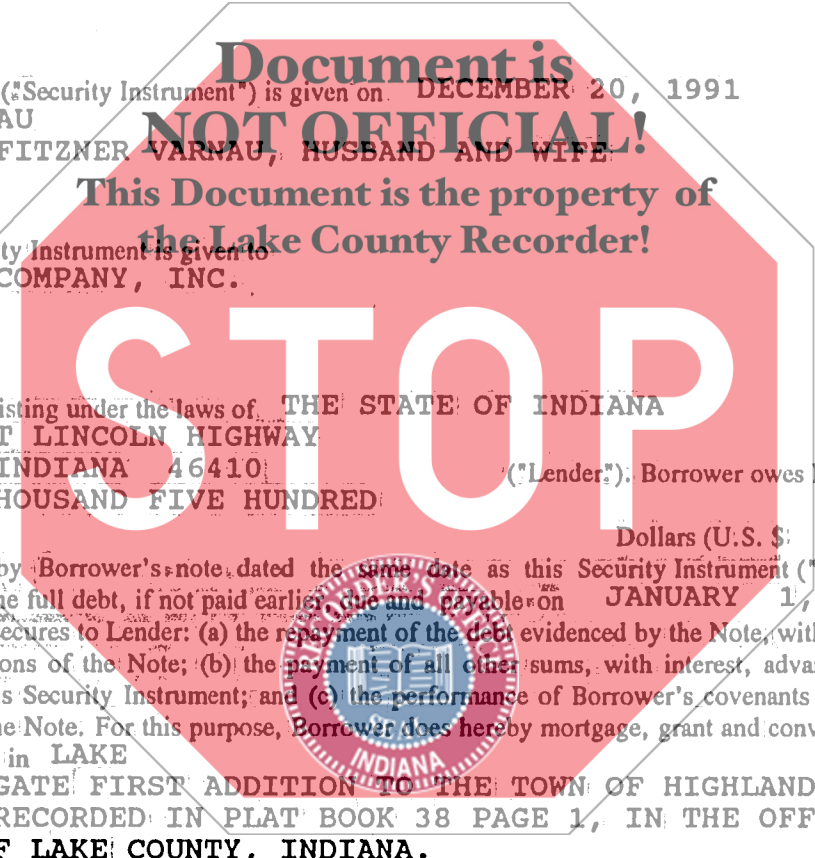 Document is
("Security Instrument") is given on DECEMBER 20, 1991
AU
NOT OFFICIAL!
FITZNER VARNAU, HUSBAND AND WIFE
This Document is the property of
the Lake County Recorder!
ty Instrument is given to
COMPANY, INC.
STOP
isting under the laws of THE STATE OF INDIANA
T LINCOLN HIGHWAY
INDIANA 46410
("Lender"). Borrower owes
HOUSAND FIVE HUNDRED
Dollars (U.S. $
by Borrower's note dated the same date as this Security Instrument ("
e full debt, if not paid earlier, due and payable on JANUARY 1,
ecures to Lender: (a) the repayment of the debt evidenced by the Note, with
ons of the Note; (b) the payment of all other sums, with interest, adva
s Security Instrument; and (c) the performance of Borrower's covenants
he Note. For this purpose, Borrower does hereby mortgage, grant and conv
in LAKE
RECORDER'S OFFICE
SEAL
INDIANA
GATE FIRST ADDITION TO THE TOWN OF HIGHLAND
RECORDED IN PLAT BOOK 38 PAGE 1, IN THE OFF
F LAKE COUNTY, INDIANA.